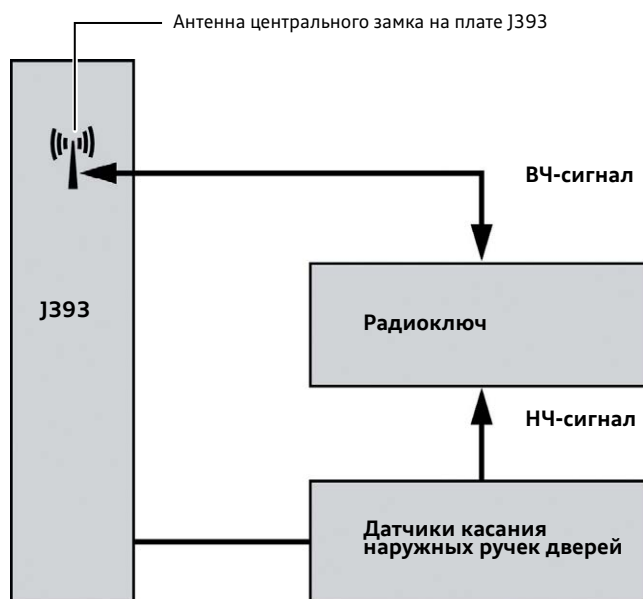 Антенна центрального замка на плате J393
ВЧ-сигнал
J393
Радиоключ
НЧ-сигнал
Датчики касания
наружных ручек дверей